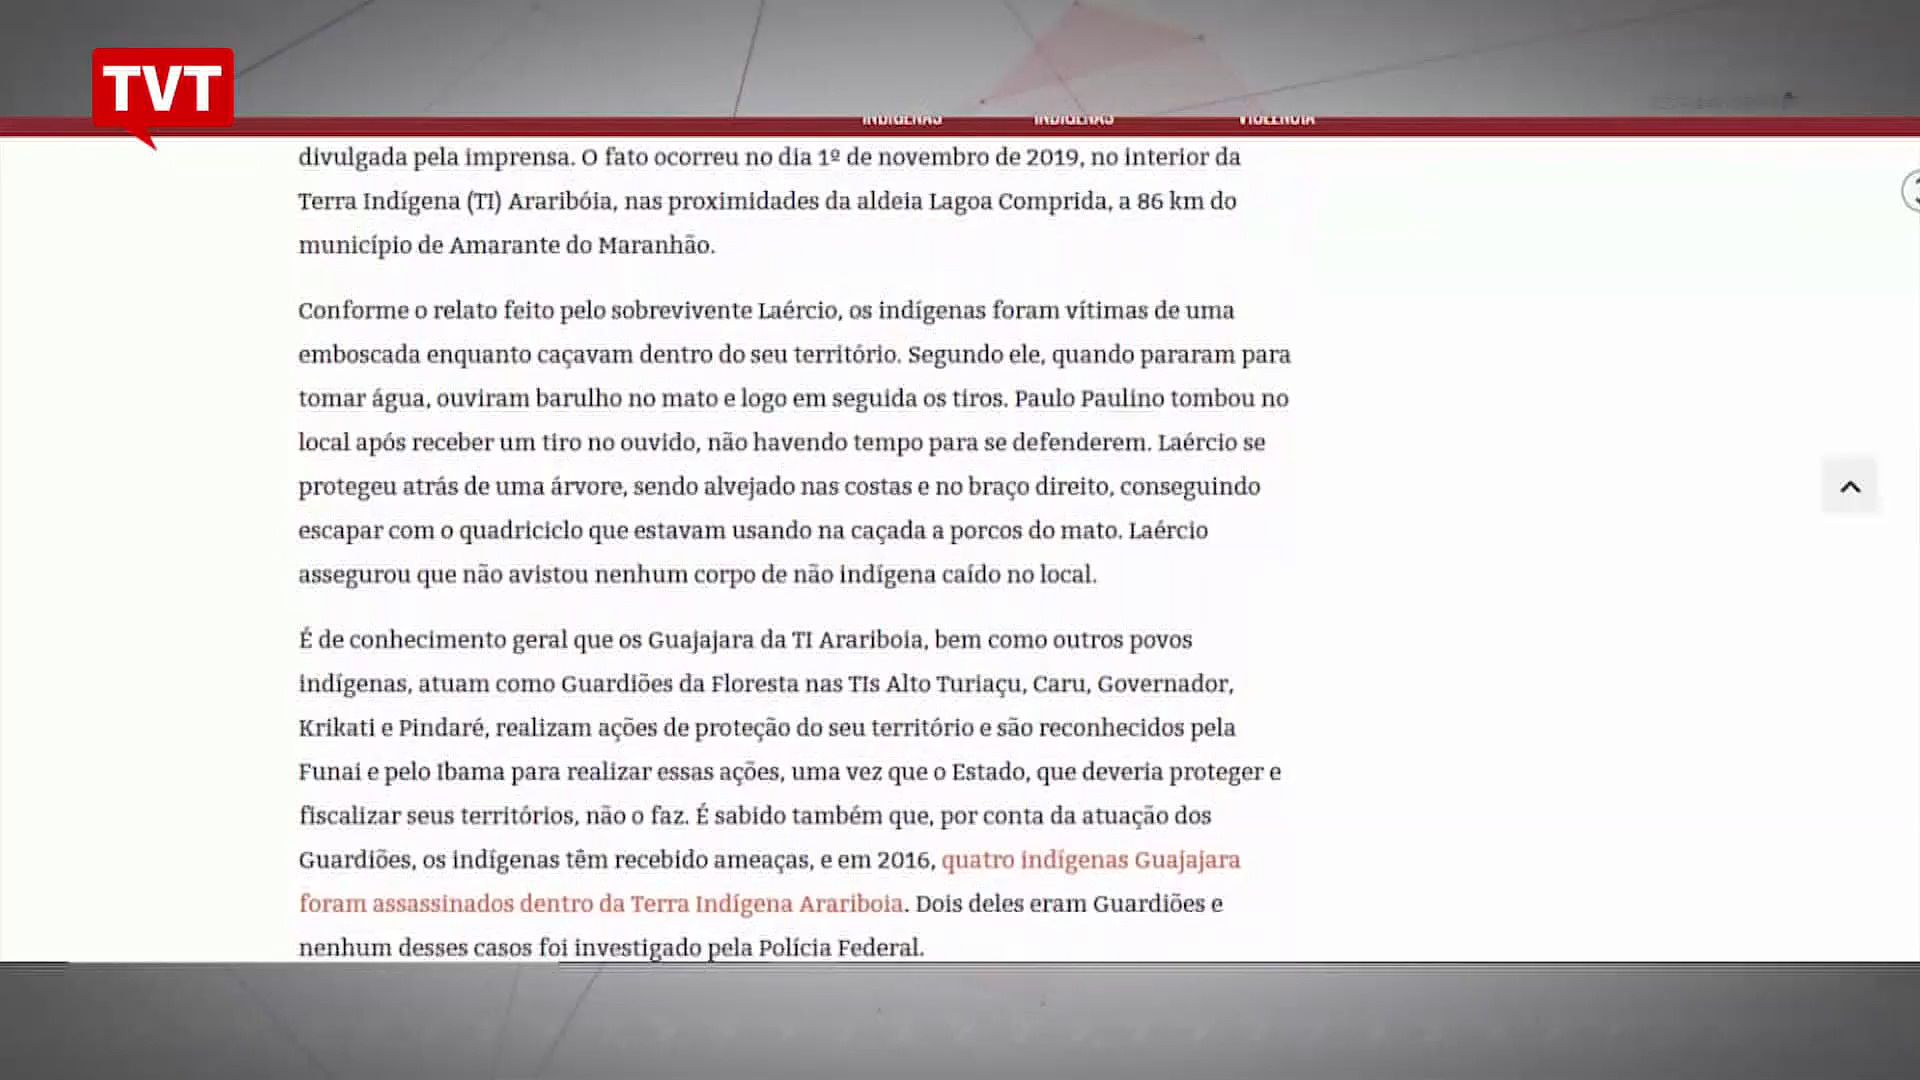 TVT
INDÍGENAS INDÍGENAS VIOLÊNCIA
divulgada pela imprensa. O fato ocorreu no dia 1º de novembro de 2019, no interior da
Terra Indígena (TI) Araribóia, nas proximidades da aldeia Lagoa Comprida, a 86 km do
município de Amarante do Maranhão.
Conforme o relato feito pelo sobrevivente Laércio, os indígenas foram vítimas de uma
emboscada enquanto caçavam dentro do seu território. Segundo ele, quando pararam para
tomar água, ouviram barulho no mato e logo em seguida os tiros. Paulo Paulino tombou no
local após receber um tiro no ouvido, não havendo tempo para se defenderem. Laércio se
protegeu atrás de uma árvore, sendo alvejado nas costas e no braço direito, conseguindo
escapar com o quadriciclo que estavam usando na caçada a porcos do mato. Laércio
assegurou que não avistou nenhum corpo de não indígena caído no local.
É de conhecimento geral que os Guajajara da TI Arariboia, bem como outros povos
indígenas, atuam como Guardiões da Floresta nas TIs Alto Turiaçu, Caru, Governador,
Krikati e Pindaré, realizam ações de proteção do seu território e são reconhecidos pela
Funai e pelo Ibama para realizar essas ações, uma vez que o Estado, que deveria proteger e
fiscalizar seus territórios, não o faz. É sabido também que, por conta da atuação dos
Guardiões, os indígenas têm recebido ameaças, e em 2016, quatro indígenas Guajajara
foram assassinados dentro da Terra Indígena Arariboia. Dois deles eram Guardiões e
nenhum desses casos foi investigado pela Polícia Federal.